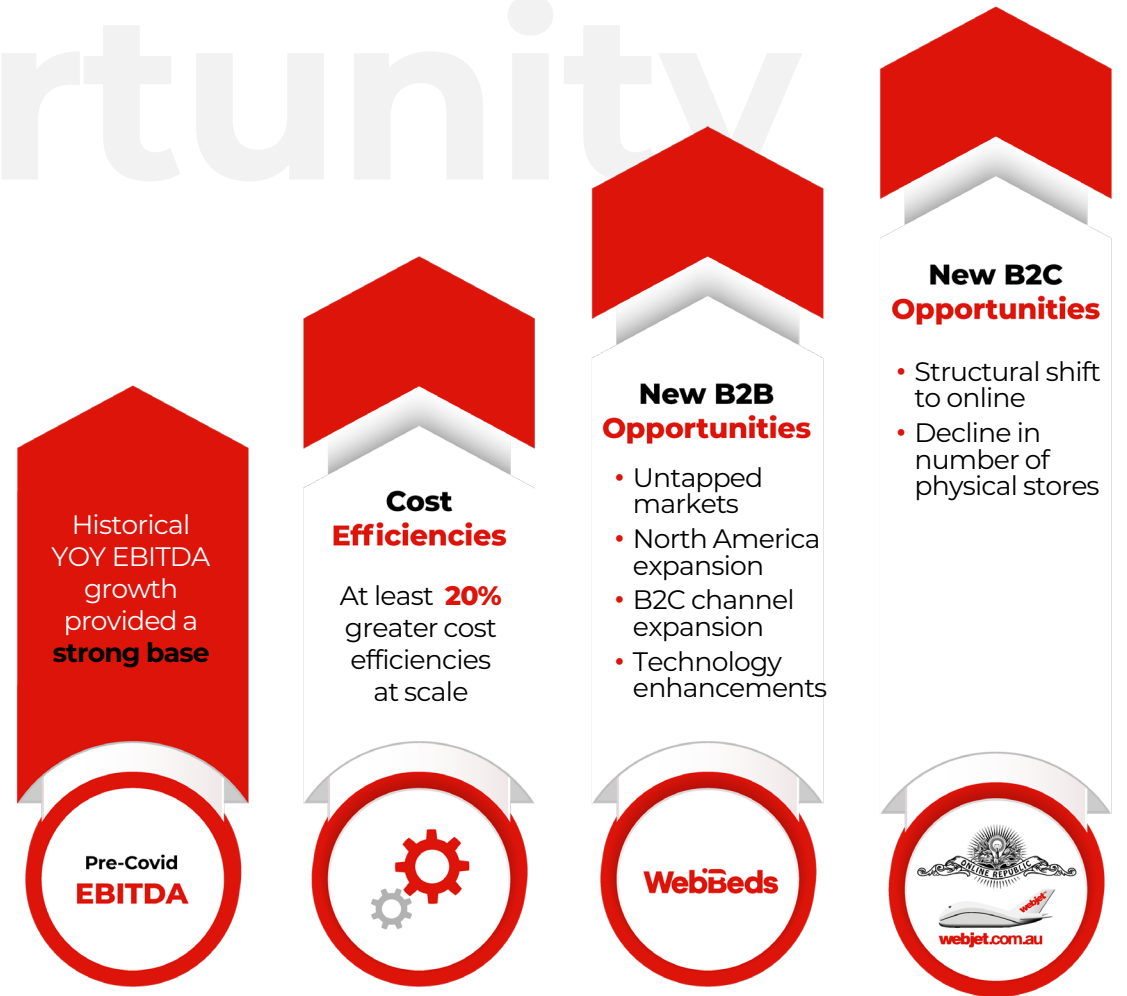 rtunity
Historical
YOY EBITDA
growth
provided a
strong base
Pre-Covid
EBITDA
Cost
Efficiencies
At least 20%
greater cost
efficiencies
at scale
New B2B
Opportunities
• Untapped
markets
• North America
expansion
• B2C channel
expansion
• Technology
enhancements
WebBeds
New B2C
Opportunities
• Structural shift
to online
• Decline in
number of
physical stores
ONLINE REPUBLIC
webjet
webjet.com.au